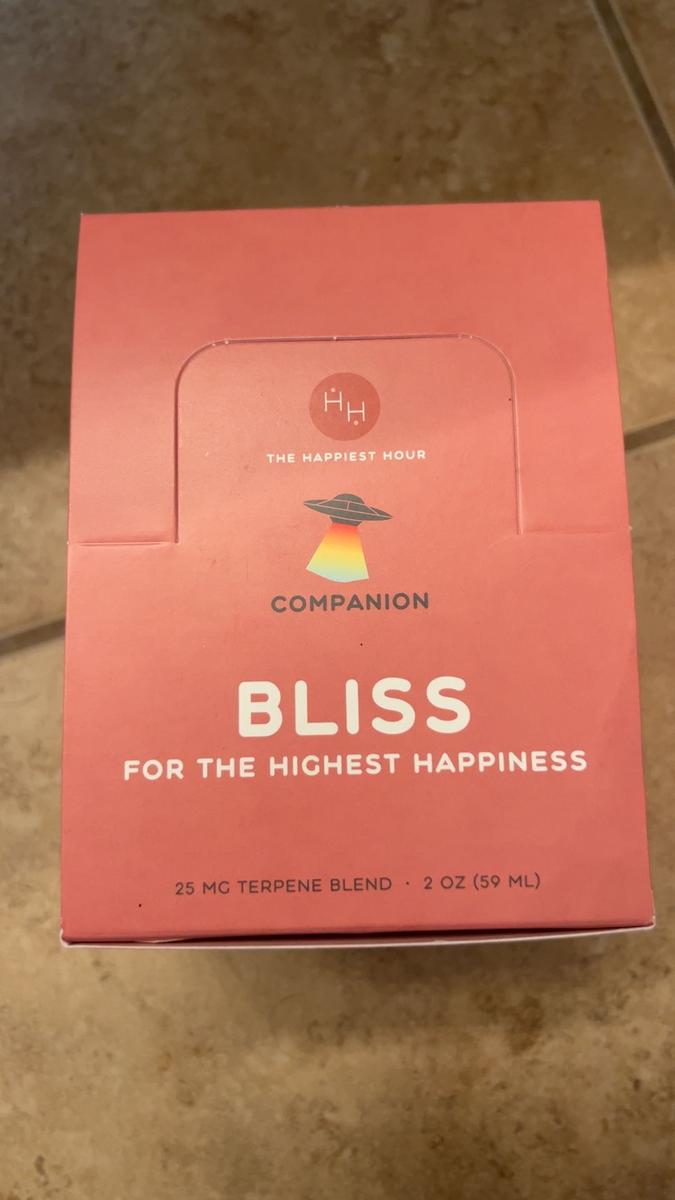 HH
THE HAPPIEST HOUR
COMPANION
BLISS
FOR THE HIGHEST HAPPINESS
25 MG TERPENE BLEND · 2 OZ (59 ML)